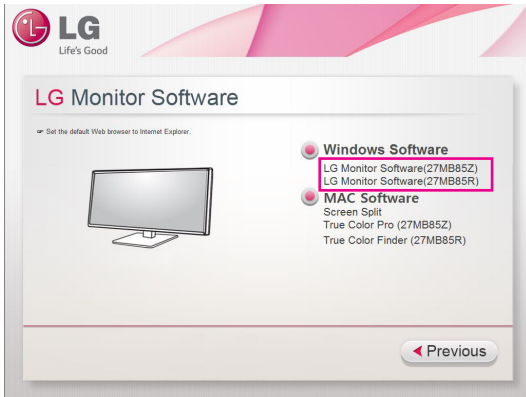 LG
Life's Good
LG Monitor Software
☞ Set the default Web browser to Internet Explorer.
Windows Software
LG Monitor Software(27MB85Z)
LG Monitor Software(27MB85R)
MAC Software
Screen Split
True Color Pro (27MB85Z)
True Color Finder (27MB85R)
Previous